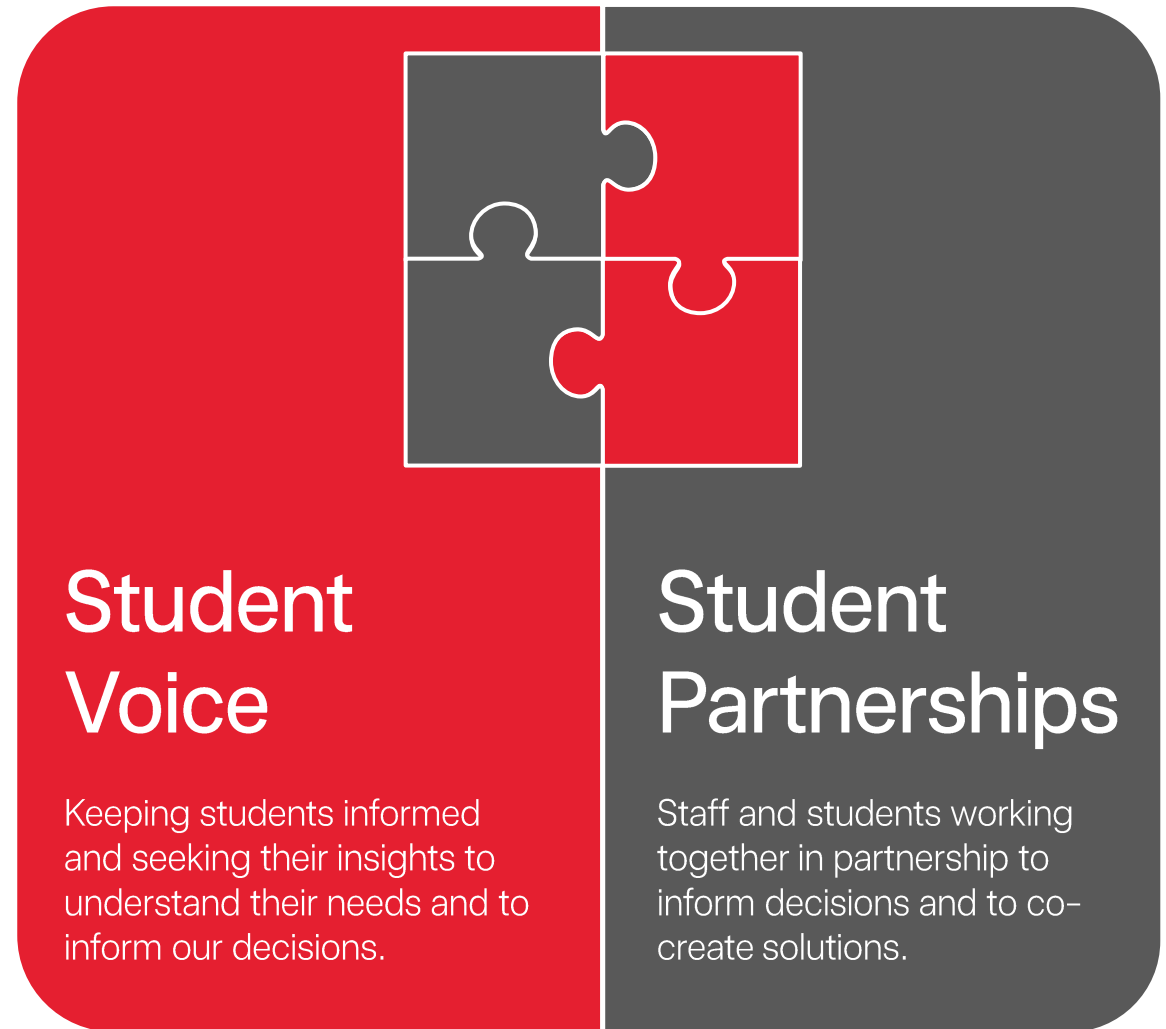 Student
Voice
Keeping students informed
and seeking their insights to
understand their needs and to
inform our decisions.
Student
Partnerships
Staff and students working
together in partnership to
inform decisions and to co-
create solutions.